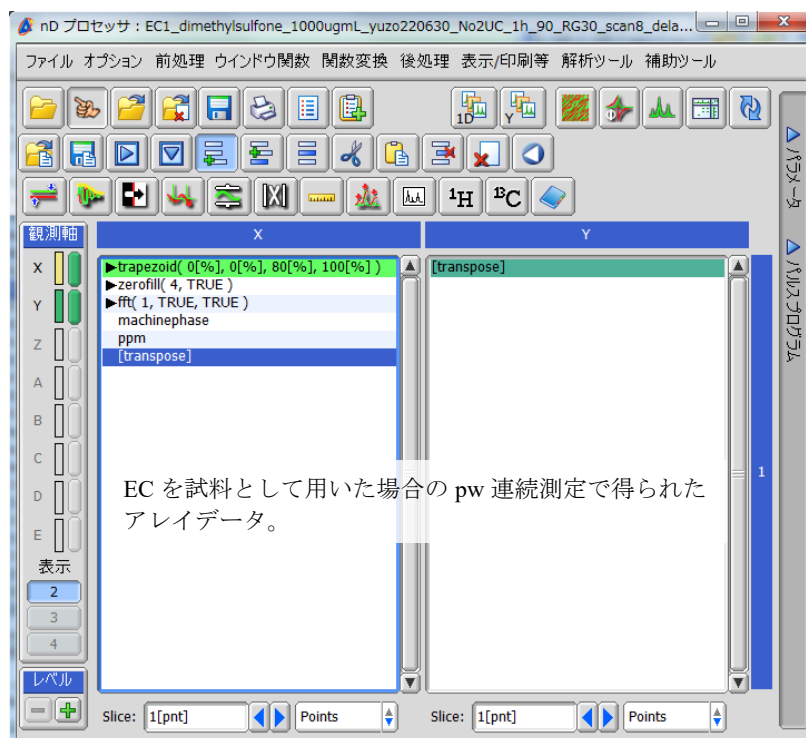 nD プロセッサ : EC1_dimethylsulfone_1000ugmL_yuzo220630_No2UC_1h_90_RG30_scan8_dela...
ファイル オプション 前処理 ウインドウ関数 関数変換 後処理 表示/印刷等 解析ツール 補助ツール
1D Y
1H 13C
観測軸 X Y
X
Y
Z
A
B
C
D
E
表示
2
3
4
レベル
▶trapezoid( 0[%], 0[%], 80[%], 100[%] )
▶zerofill( 4, TRUE )
▶fft( 1, TRUE, TRUE )
machinephase
ppm
[transpose]
[transpose]
EC を試料として用いた場合の pw 連続測定で得られた
アレイデータ。
1
Slice: 1[pnt] Points Slice: 1[pnt] Points
パラメータ
パルスプログラム